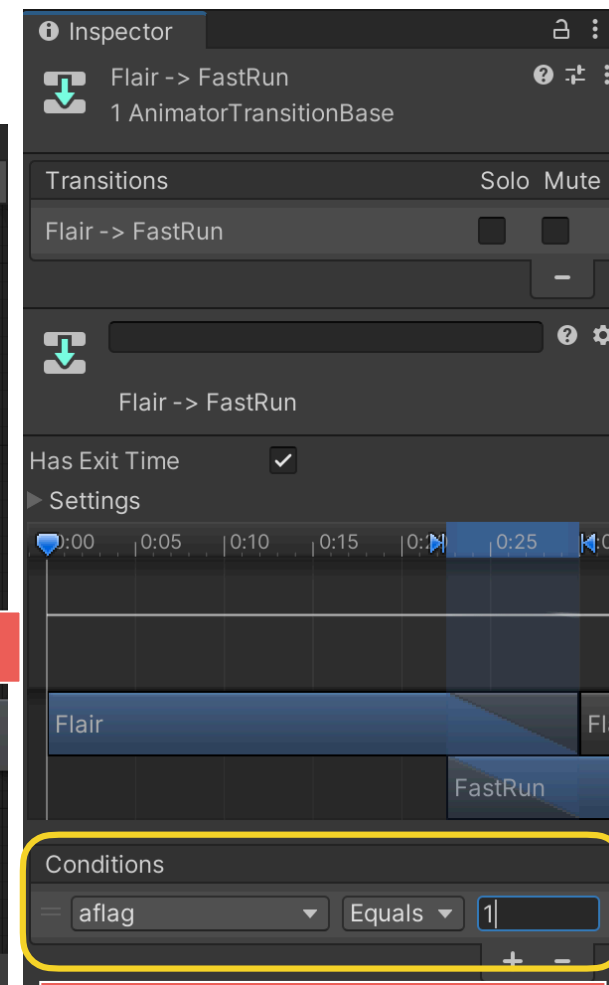 Inspector
Flair -> FastRun
1 AnimatorTransitionBase
Transitions Solo Mute
Flair -> FastRun
Flair -> FastRun
Has Exit Time
Settings
0:00 0:05 0:10 0:15 0:25
Flair
FastRun
Conditions
aflag Equals 1